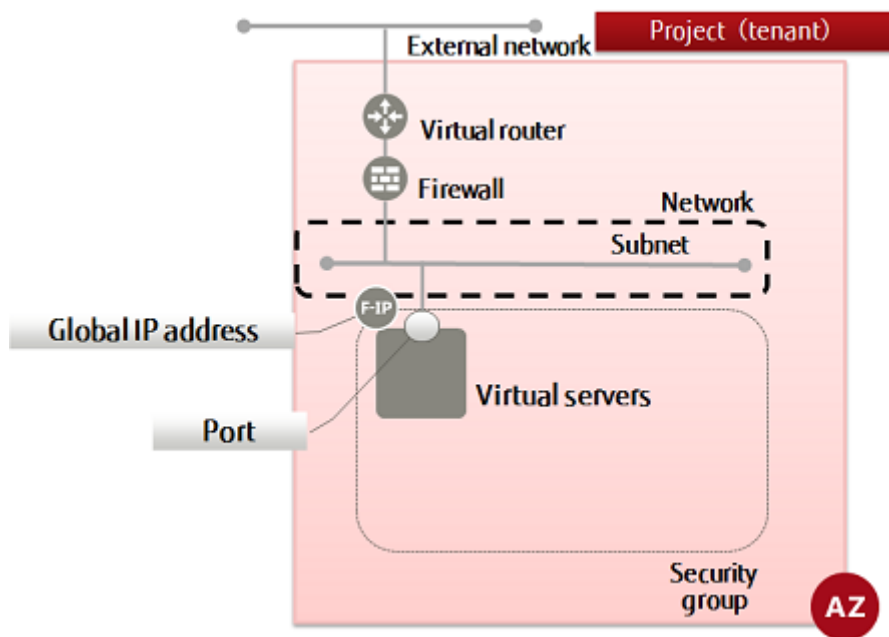 Project (tenant)
External network
Virtual router
Firewall
Network
Subnet
F-IP
Global IP address
Virtual servers
Port
Security
group
AZ